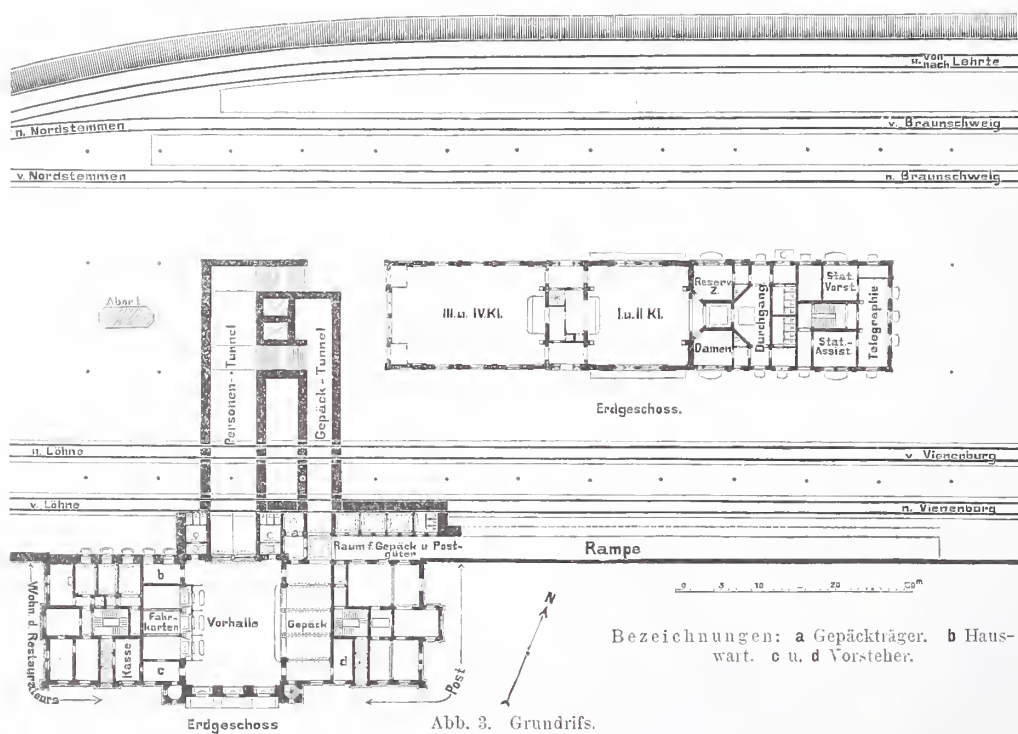 u. von nach Lehrte
n. Nordstemmen
v. Braunschweig
v. Nordstemmen
n. Braunschweig
Abort
Personen-Tunnel
Gepäck-Tunnel
III. u. IV. Kl.
I. u. II Kl.
Reserv. Z.
Damen
Durchgang
Stat. Vorst.
Stat.-Assist.
Telegraphie
Erdgeschoss.
n. Löhne
v Vienenburg
v. Löhne
n. Vienenburg
Raum f. Gepäck u Post-
güter
Rampe
Wohn. d. Restaurateurs
b
Fahr-
karten
Kasse
c
Vorhalle
Gepäck
d
Post
0 5 10 20 50m
N
Bezeichnungen: a Gepäckträger. b Haus-
wart. c u. d Vorsteher.
Erdgeschoss
Abb. 3. Grundriſs.